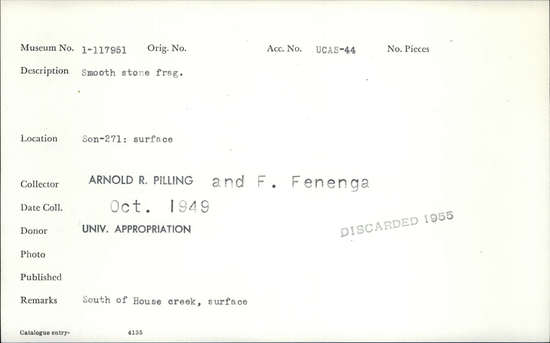 Museum No. 1-117951 Orig. No. Acc. No. UCAS-44 No. Pieces
Description Smooth stone frag.
Location Son-271: surface
Collector ARNOLD R. PILLING and F. Fenenga
Date Coll. Oct. 1949
Donor UNIV. APPROPRIATION DISCARDED 1955
Photo
Published
Remarks South of House creek, surface
Catalogue entry- 4135